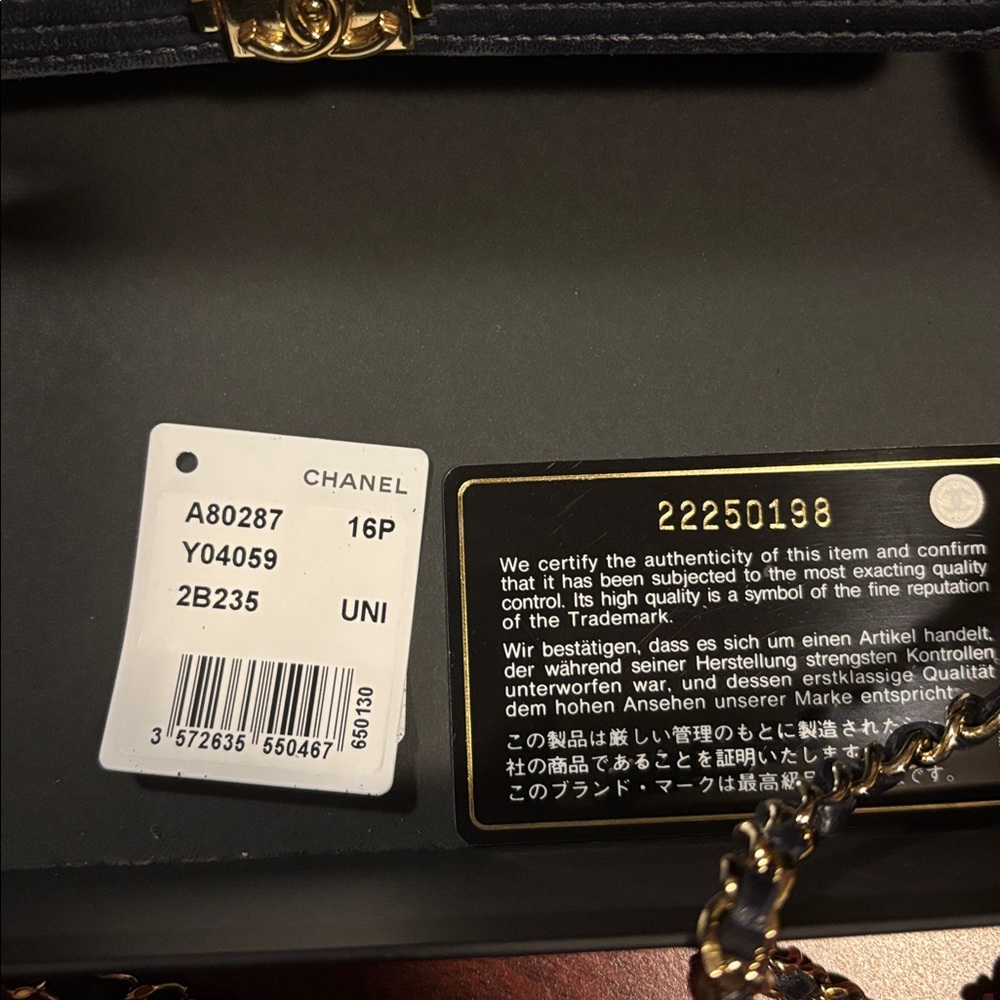 CHANEL
A80287 16P
Y04059
2B235 UNI
3 572635 550467
650130
22250198
We certify the authenticity of this item and confirm
that it has been subjected to the most exacting quality
control. Its high quality is a symbol of the fine reputation
of the Trademark.
Wir bestätigen, dass es sich um einen Artikel handelt,
der während seiner Herstellung strengsten Kontrollen
unterworfen war, und dessen erstklassige Qualität
dem hohen Ansehen unserer Marke entspricht
この製品は厳しい管理のもとに製造された
社の商品であることを証明いたします
このブランド・マークは最高級 です。